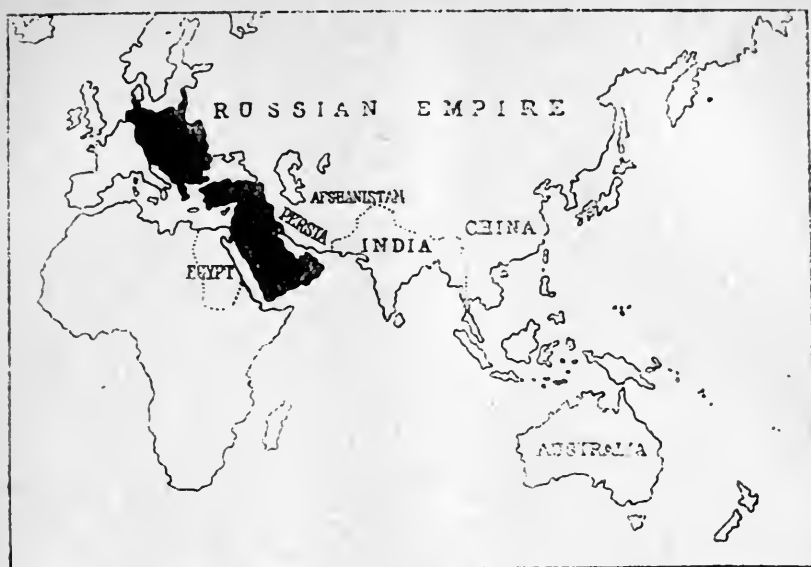 RUSSIAN EMPIRE
AFGHANISTAN
PERSIA
CHINA
INDIA
EGYPT
AUSTRALIA